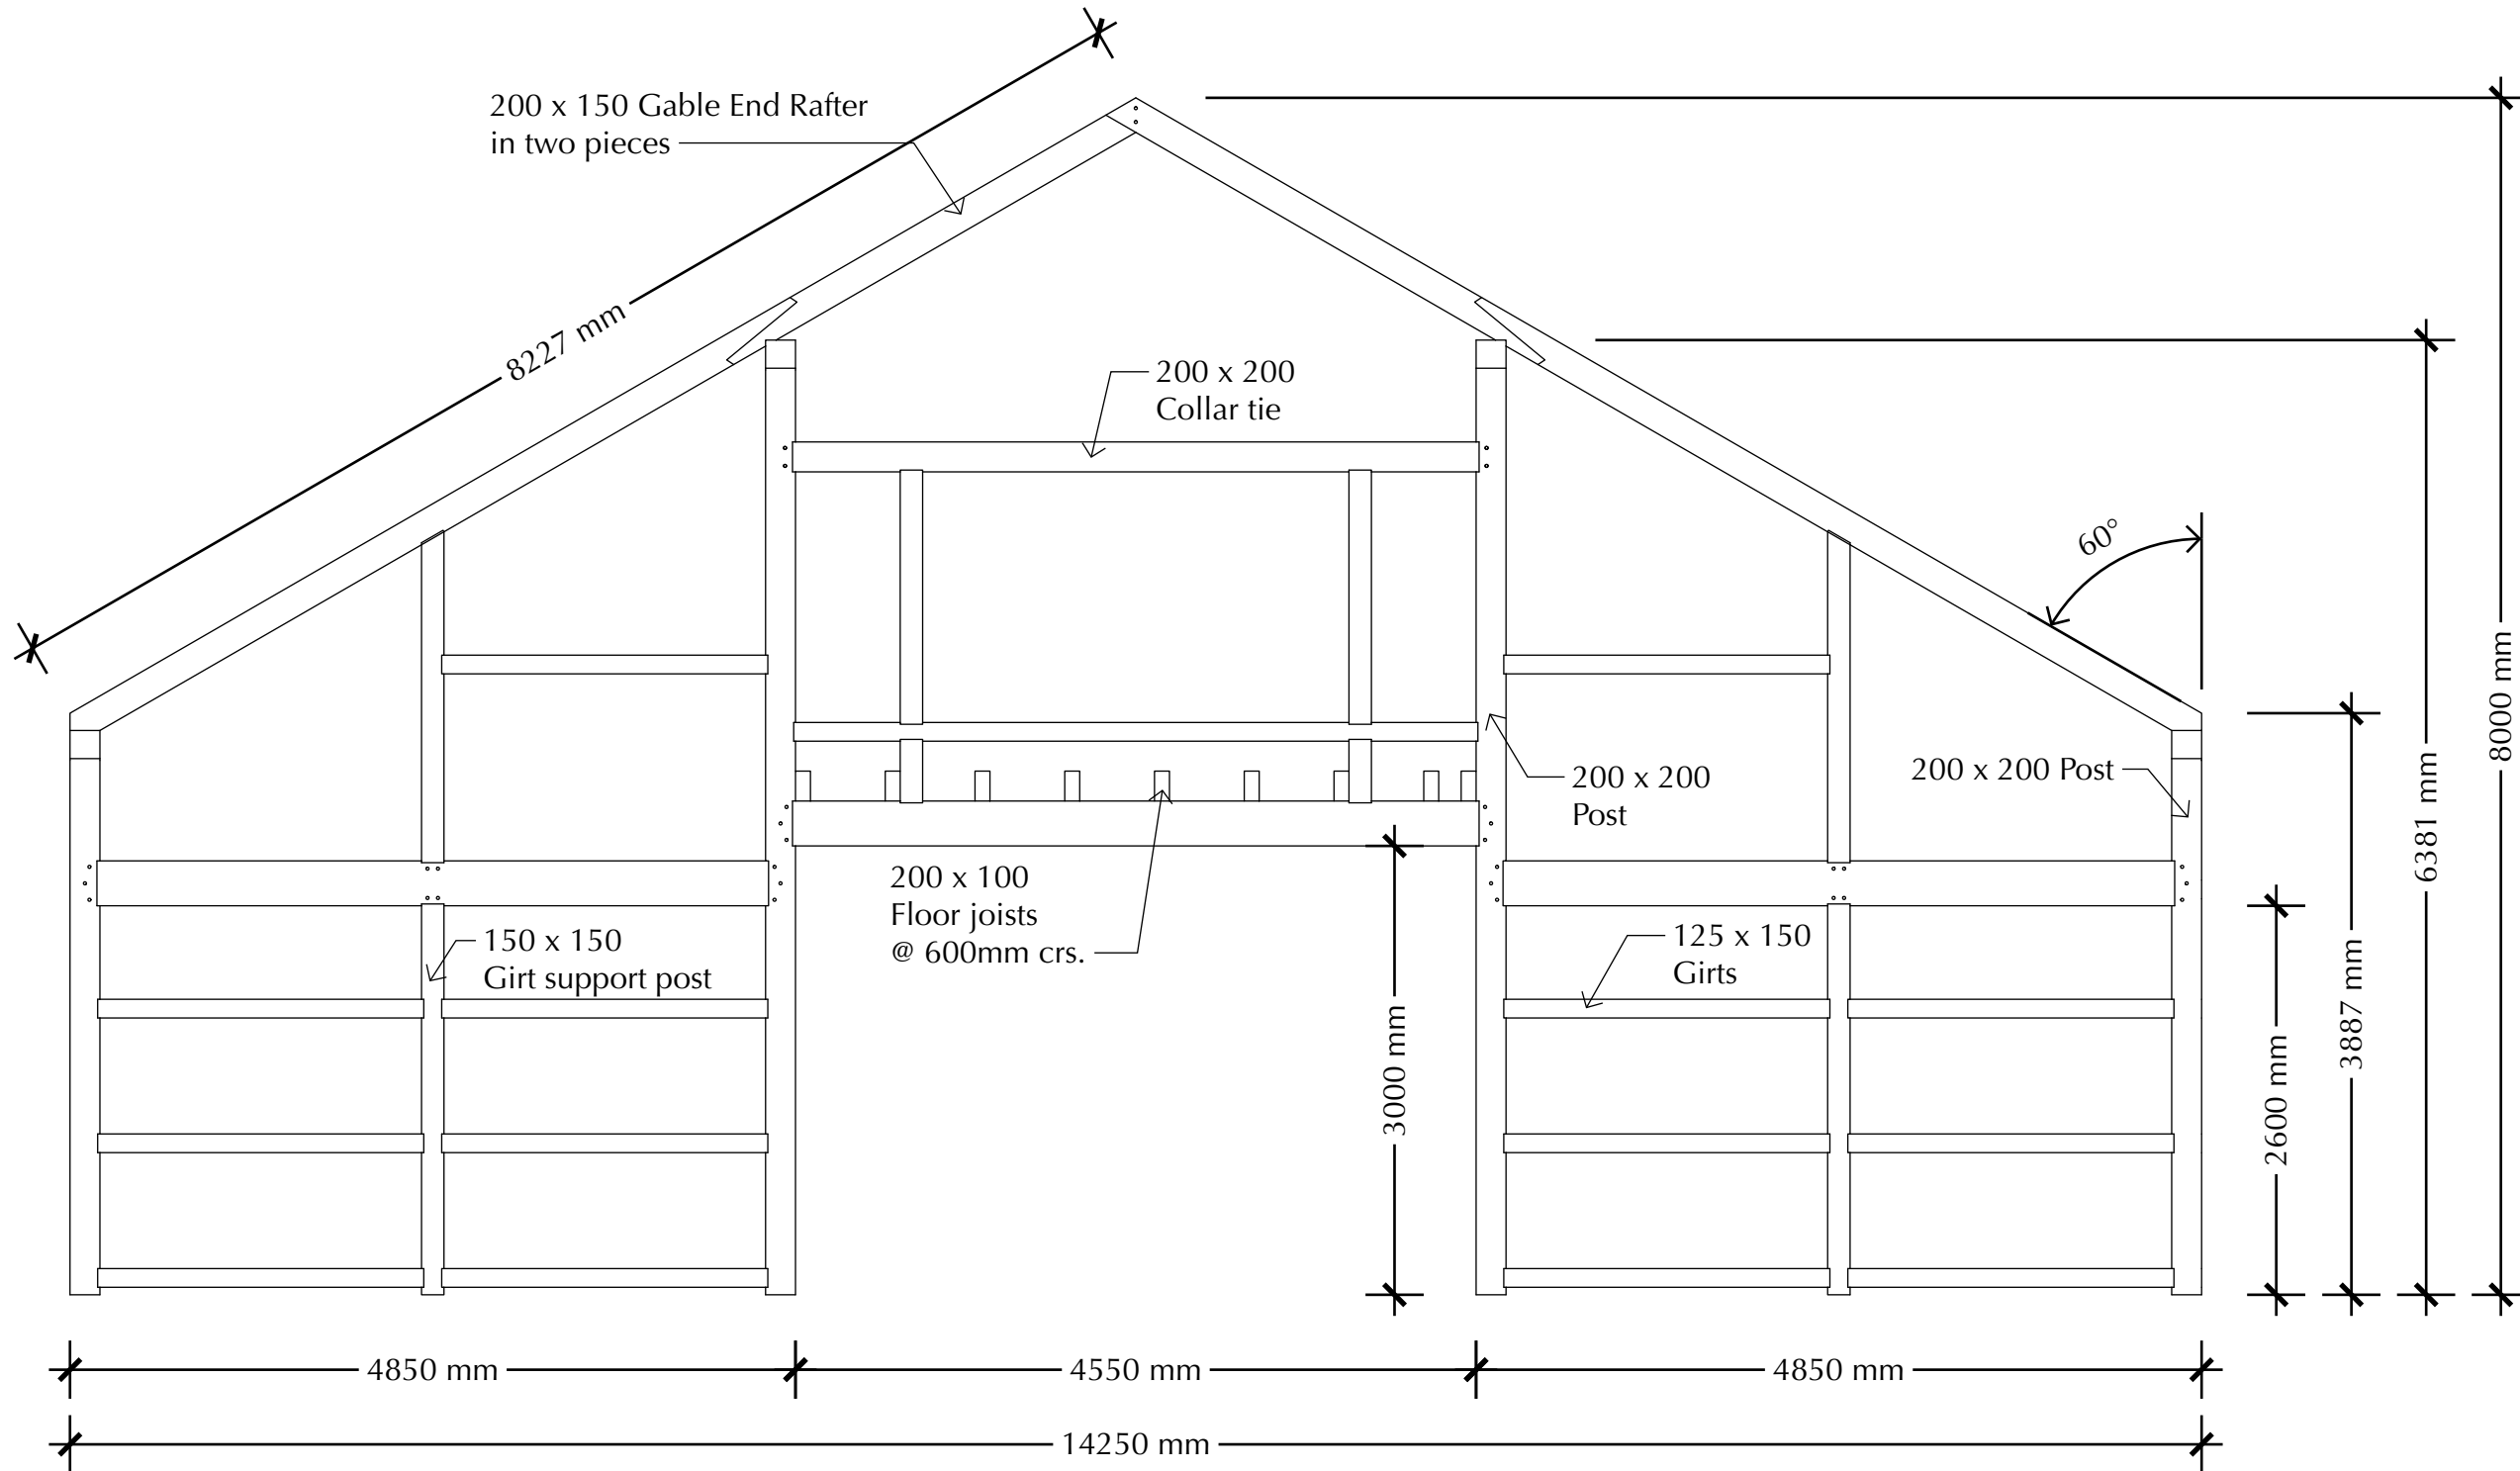 200 x 150 Gable End Rafter
in two pieces
8227 mm
200 x 200
Collar tie
60°
8000 mm
200 x 200
Post
200 x 200 Post
6381 mm
200 x 100
Floor joists
@ 600mm crs.
150 x 150
Girt support post
125 x 150
Girts
3000 mm
2600 mm
3887 mm
4850 mm
4550 mm
4850 mm
14250 mm